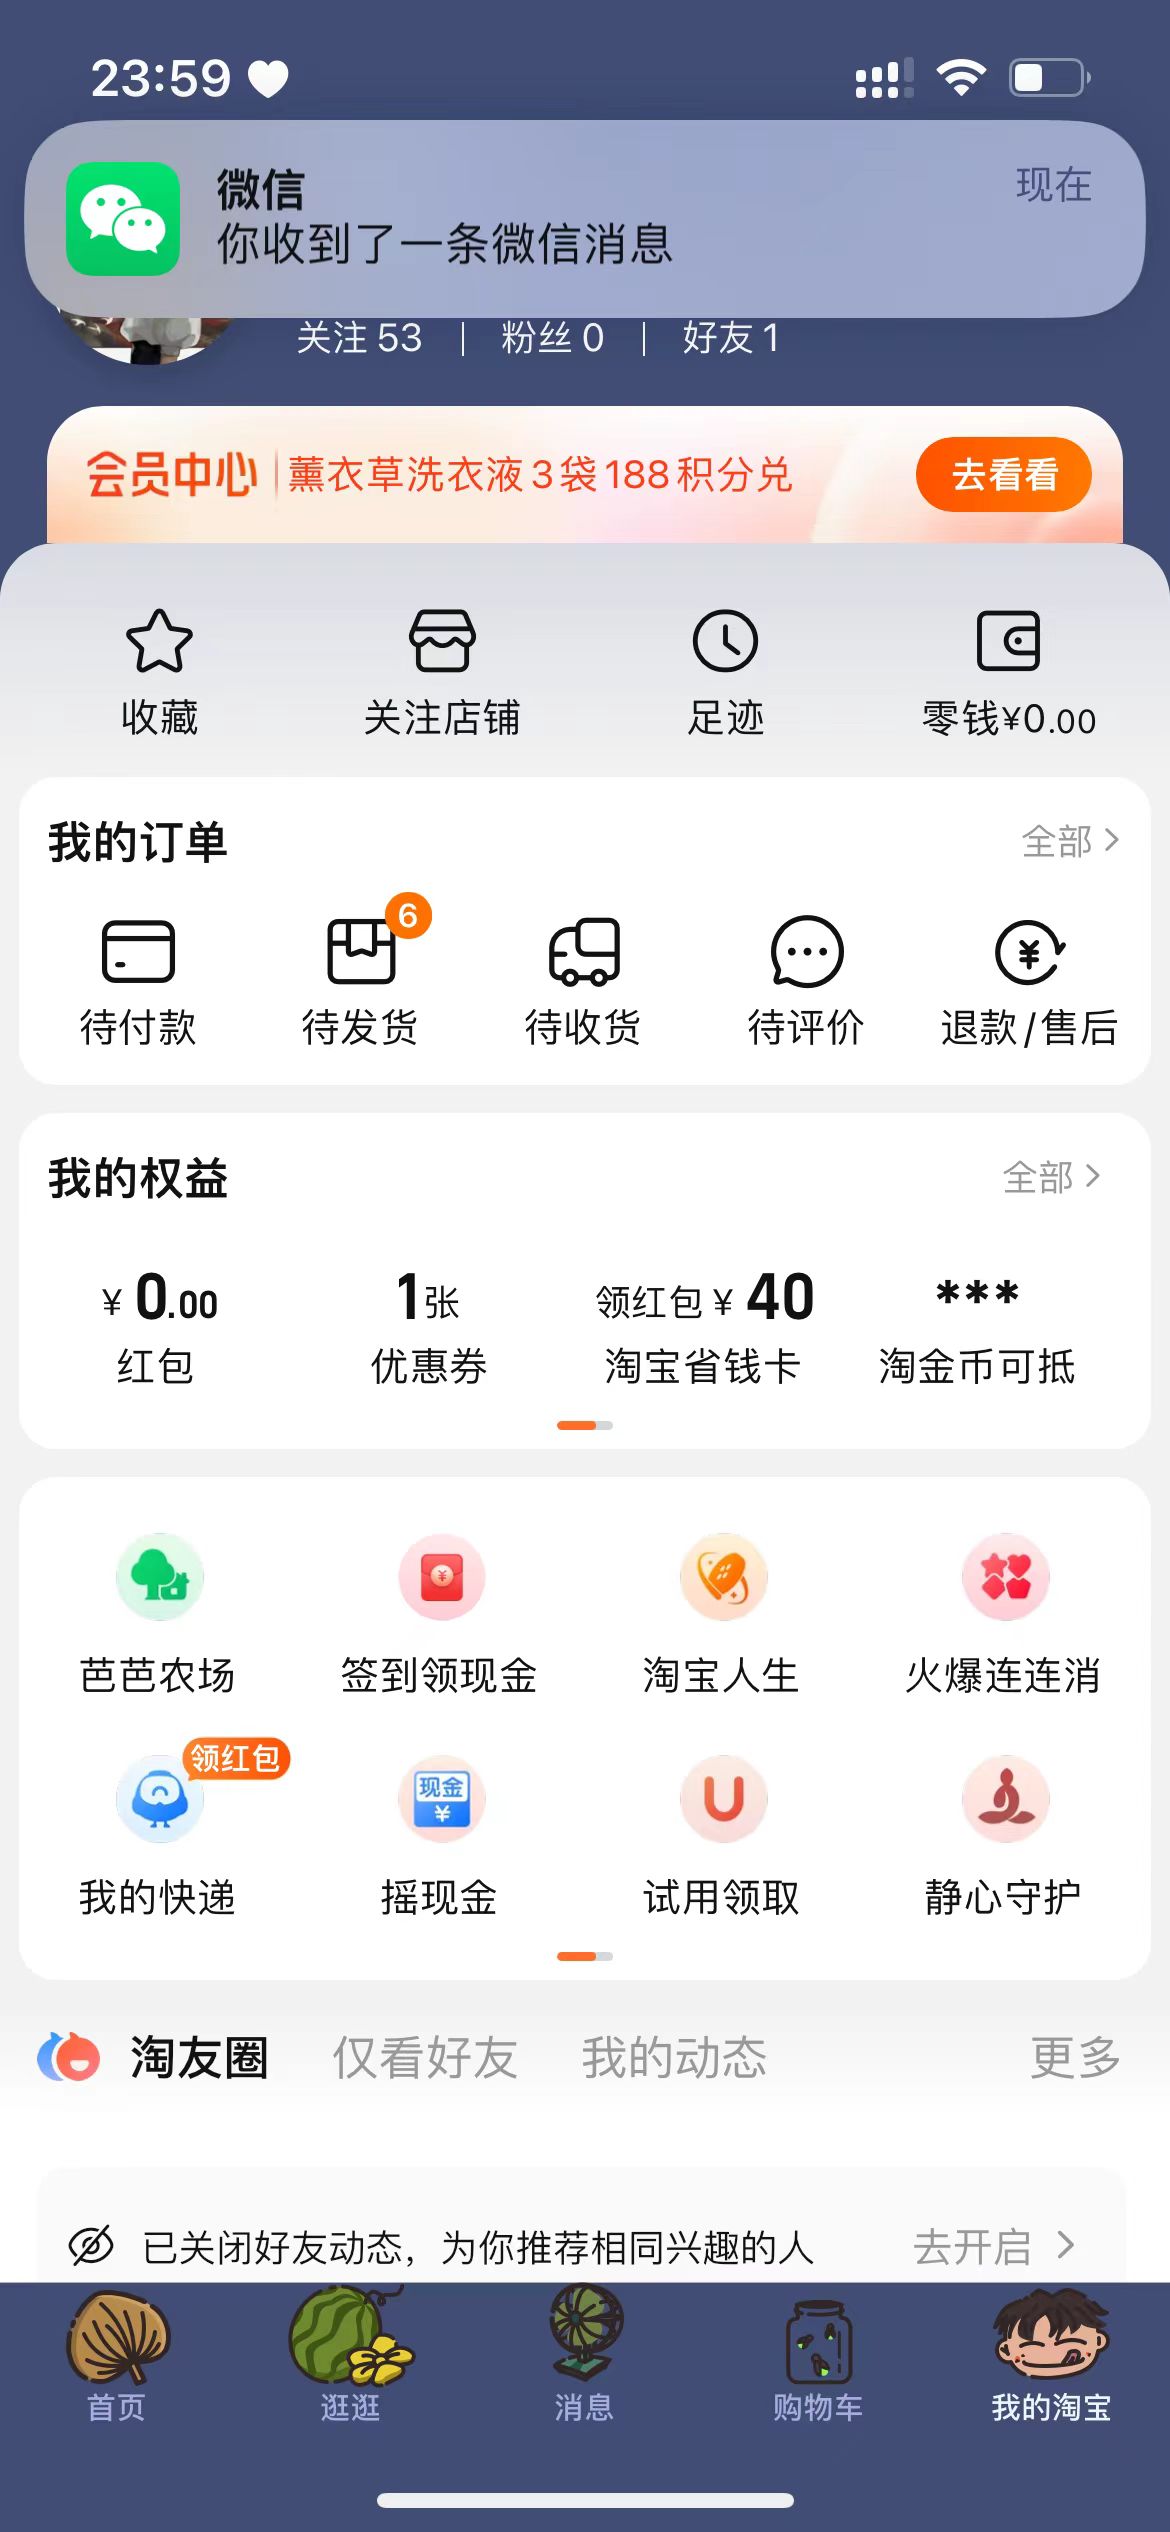 23:59
微信
现在
你收到了一条微信消息
关注 53 | 粉丝 0 | 好友 1
会员中心 薰衣草洗衣液3袋188积分兑 去看看
收藏 关注店铺 足迹 零钱¥0.00
我的订单 全部
6
待付款 待发货 待收货 待评价 退款/售后
我的权益 全部
¥ 0.00 1张 领红包¥ 40 ***
红包 优惠券 淘宝省钱卡 淘金币可抵
芭芭农场 签到领现金 淘宝人生 火爆连连消
领红包
现金
¥
我的快递 摇现金 试用领取 静心守护
淘友圈 仅看好友 我的动态 更多
已关闭好友动态，为你推荐相同兴趣的人 去开启
首页 逛逛 消息 购物车 我的淘宝